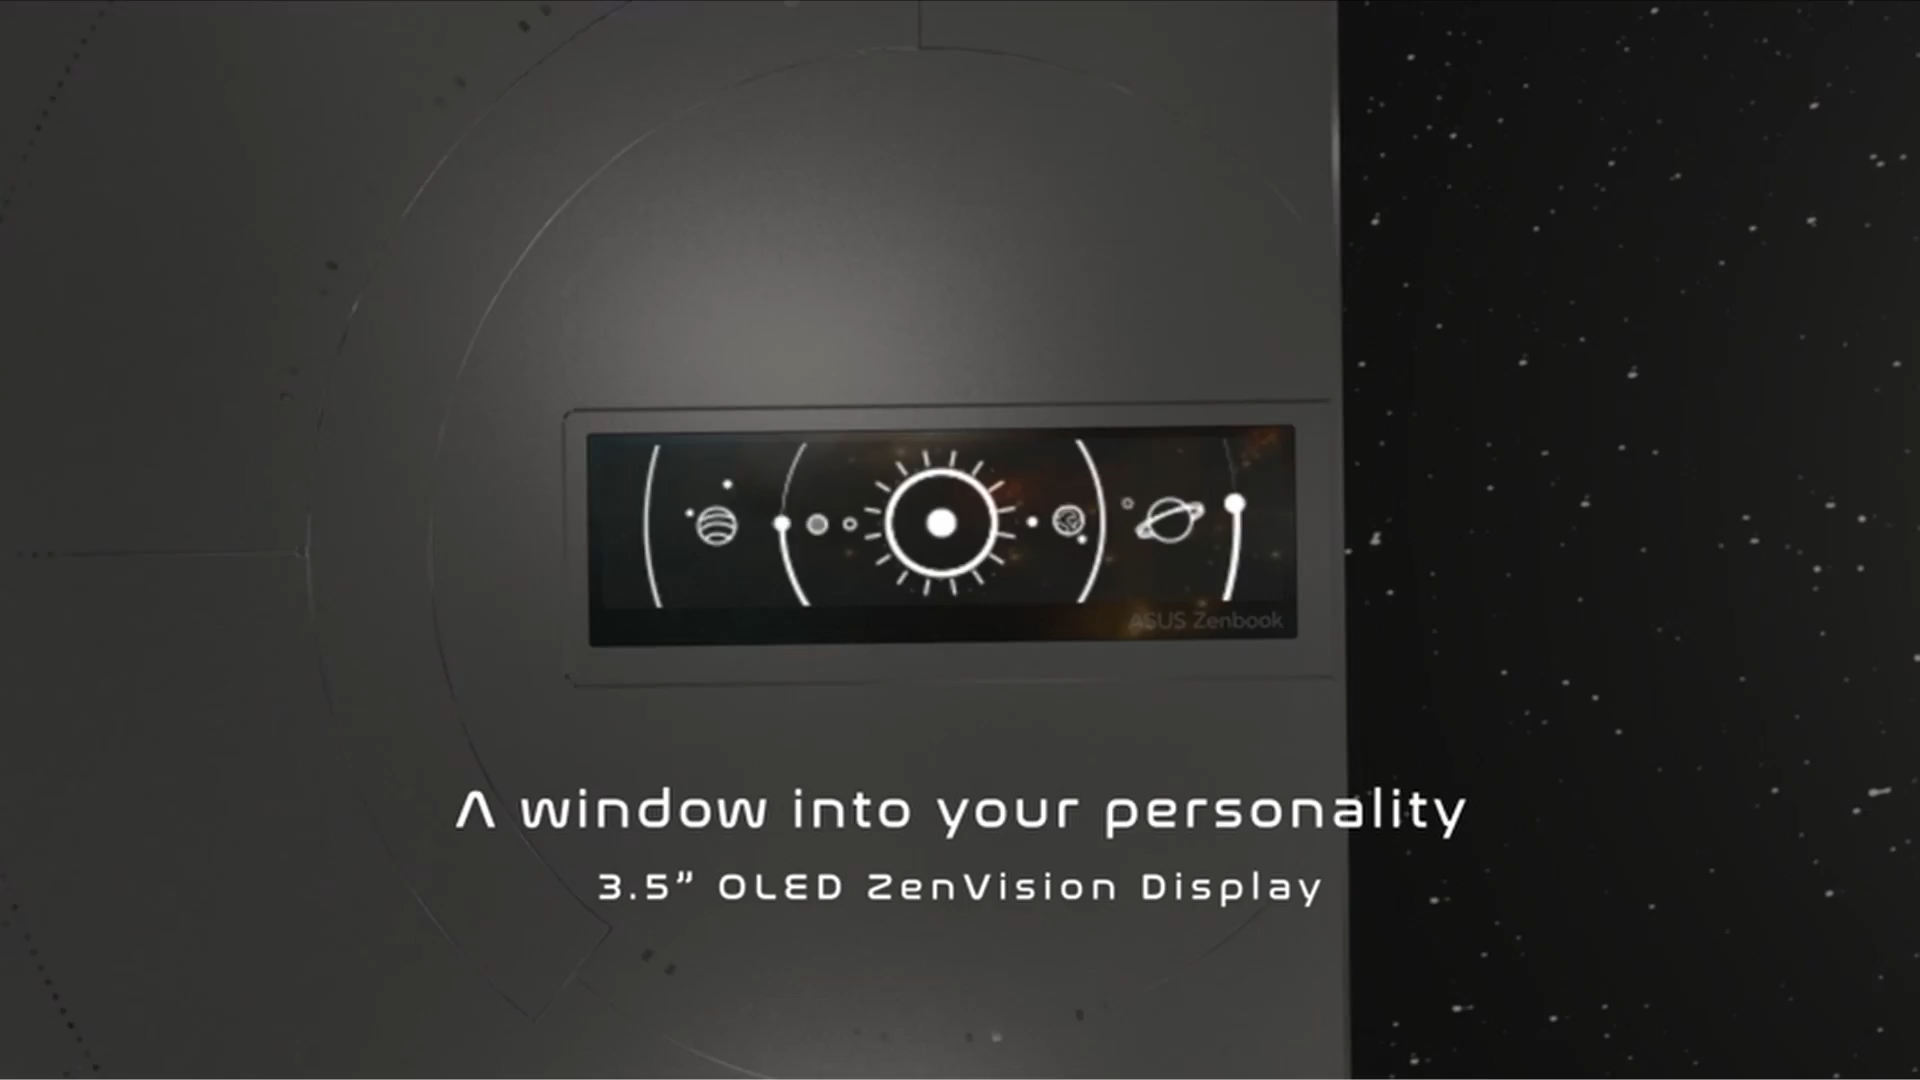 ASUS Zenbook
A window into your personality
3.5” OLED ZenVision Display